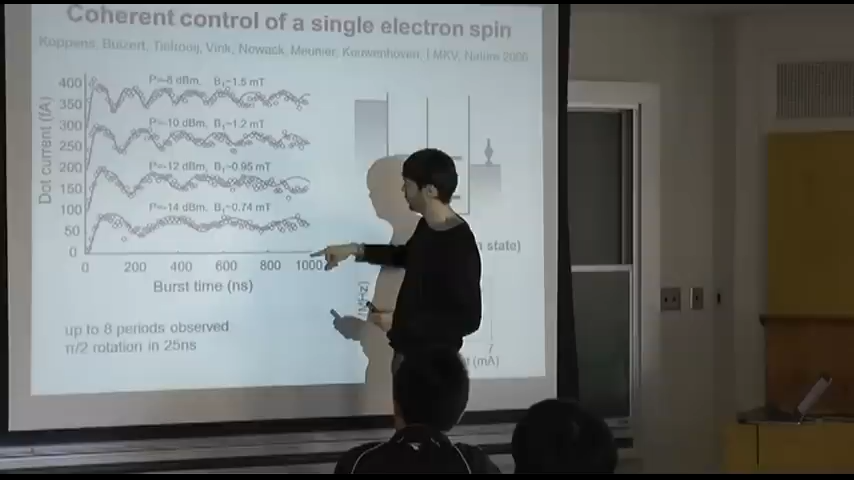 Coherent control of a single electron spin
Koppens, Buizert, Tielrooij, Vink, Nowack, Meunier, Kouwenhoven, LMKV, Nature 2006
P=-8 dBm, B₁=1.5 mT
P=-10 dBm, B₁=1.2 mT
P=-12 dBm, B₁=0.95 mT
P=-14 dBm, B₁=0.74 mT
400
350
300
250
200
150
100
50
0
Dot current (fA)
0 200 400 600 800 1000
Burst time (ns)
state)
(MHz)
(mA)
up to 8 periods observed
π/2 rotation in 25ns